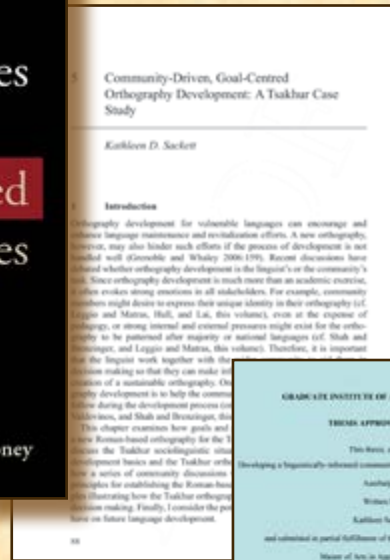 es
ed
es
oney
5
Community-Driven, Goal-Centred
Orthography Development: A Tsakhur Case
Study
Kathleen D. Sackett
1 Introduction
Orthography development for vulnerable languages can encourage and
enhance language maintenance and revitalization efforts. A new orthography,
however, may also hinder such efforts if the process of development is not
handled well (Grenoble and Whaley 2006:159). Recent discussions have
debated whether orthography development is the linguist's or the community's
task. Since orthography development is much more than an academic exercise,
it often evokes strong emotions in all stakeholders. For example, community
members might desire to express their unique identity in their orthography (cf.
Leggio and Matras, Hull, and Lai, this volume), even at the expense of
pedagogy, or strong internal and external pressures might exist for the ortho-
graphy to be patterned after majority or national languages (cf. Shah and
Brenzinger, and Leggio and Matras, this volume). Therefore, it is important
that the linguist work together with the
decision making so that they can make
creation of a sustainable orthography. On
graphy development is to help the commu
follow during the development process (
Valdovinos, and Shah and Brenzinger, this
This chapter examines how goals and
a new Roman-based orthography for the T
discuss the Tsakhur sociolinguistic situa
development basics and the Tsakhur orth
how a series of community discussions
principles for establishing the Roman-base
ples illustrating how the Tsakhur orthograp
decision making. Finally, I consider the po
have on future language development.
88
GRADUATE INSTITUTE OF
THESIS APPROV
This thesis,
Developing a linguistically-informed
Azerbaij
Written
Kathleen
and submitted in partial fulfillment of
Master of Arts in